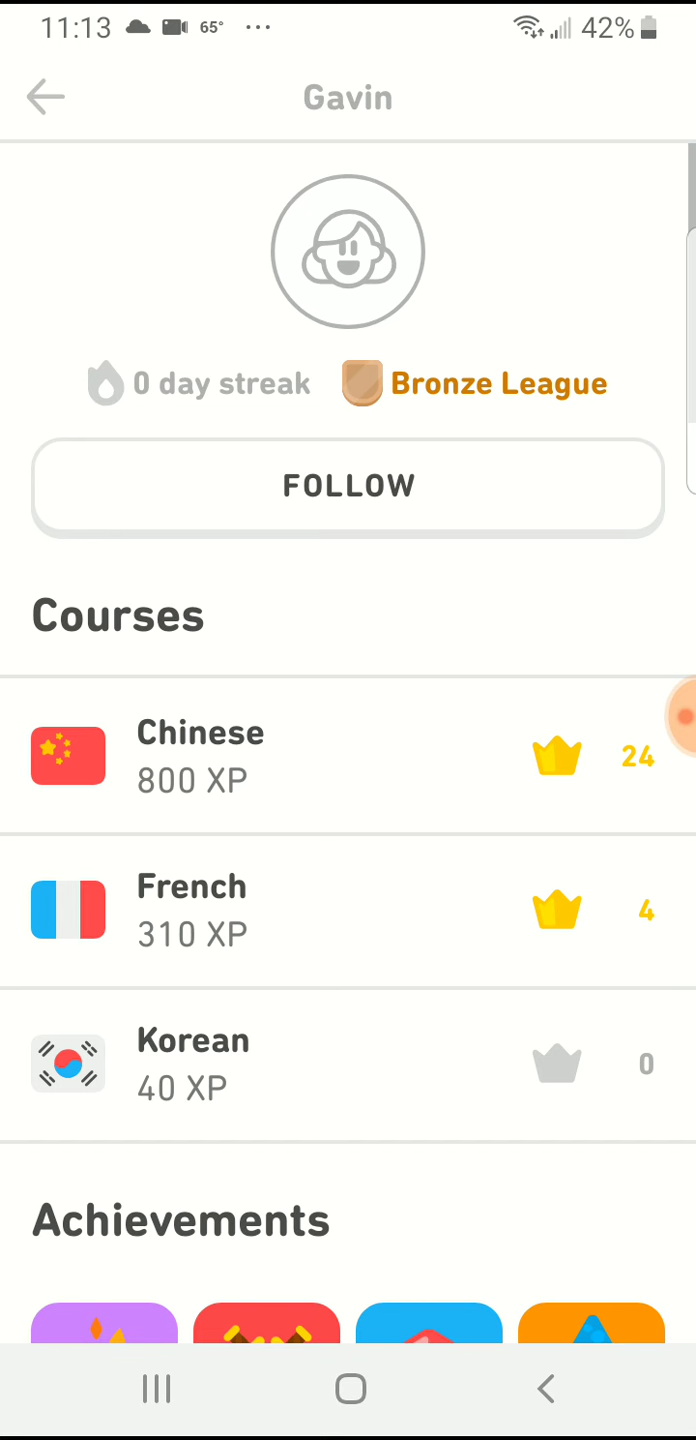 11:13 65° ... 42%
Gavin
0 day streak Bronze League
FOLLOW
Courses
Chinese
800 XP
24
French
310 XP
4
Korean
40 XP
0
Achievements